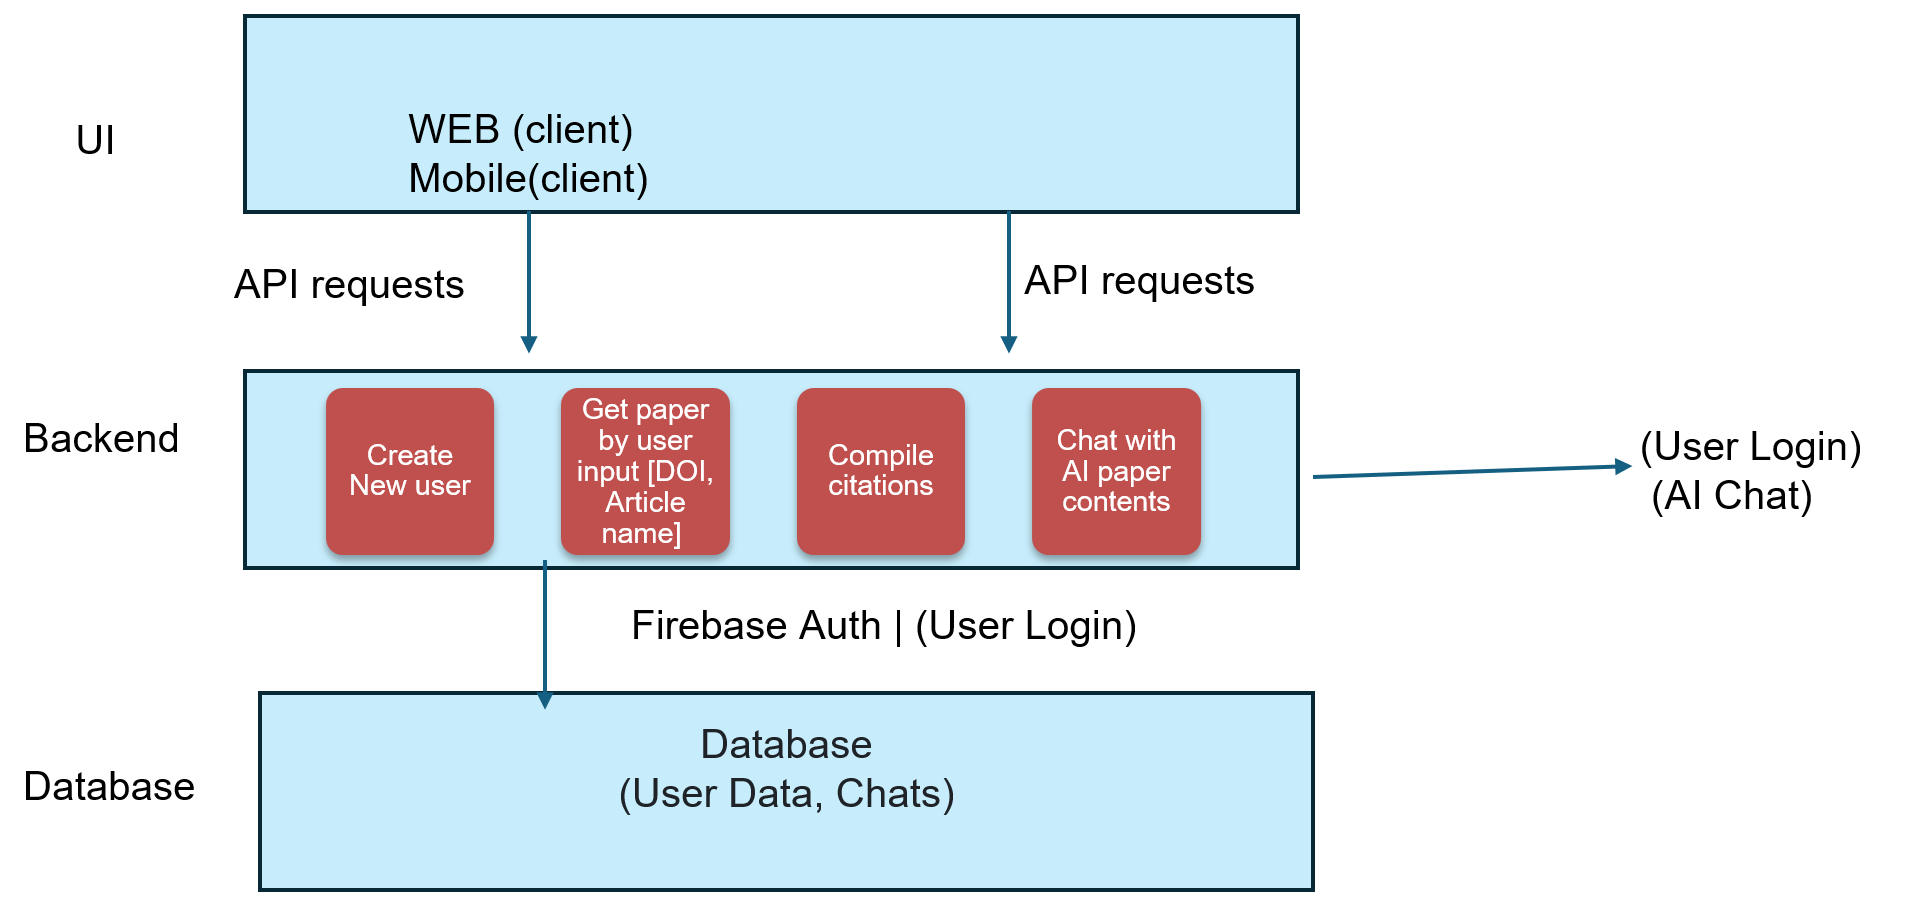 WEB (client)
Mobile(client)
UI
API requests
API requests
Backend
Create
New user
Get paper
by user
input [DOI,
Article
name]
Compile
citations
Chat with
AI paper
contents
(User Login)
(AI Chat)
Firebase Auth | (User Login)
Database
Database
(User Data, Chats)